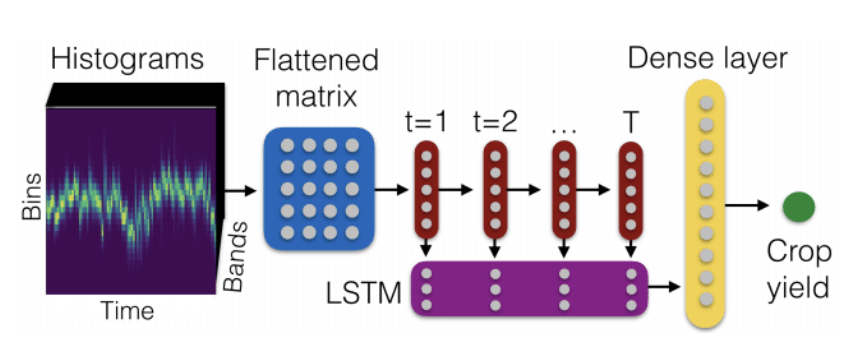 Histograms
Flattened
matrix
Dense layer
t=1
t=2
...
T
Bins
Bands
Time
LSTM
Crop
yield